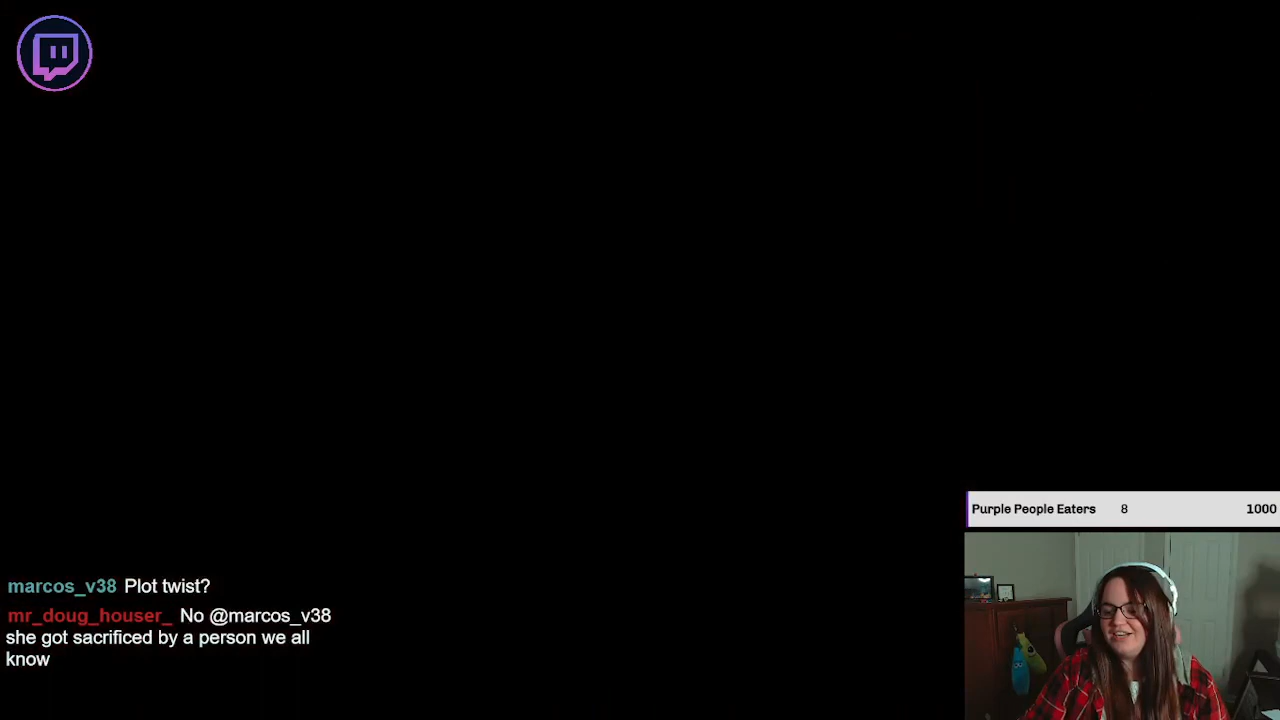 Purple People Eaters 8 1000
marcos_v38 Plot twist?
mr_doug_houser_ No @marcos_v38
she got sacrificed by a person we all
know